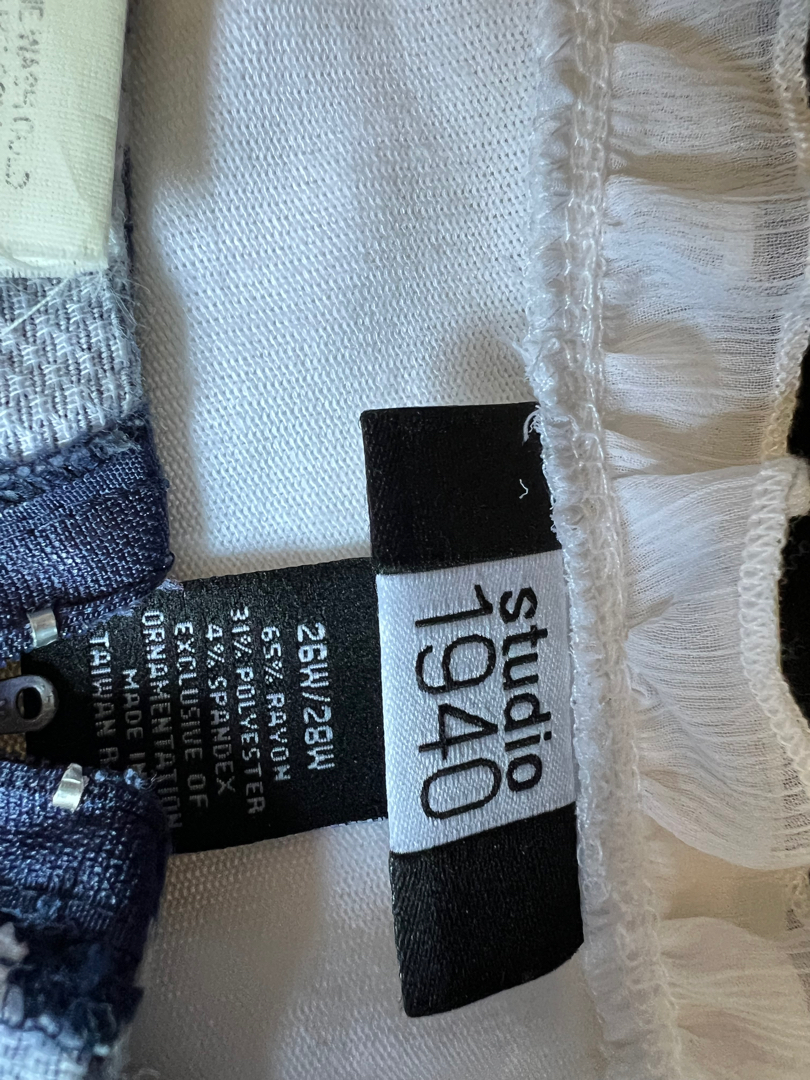 studio
1940
26W/28W
65% RAYON
31% POLYESTER
4% SPANDEX
EXCLUSIVE OF
ORNAMENTATION
MADE IN
TAIWAN